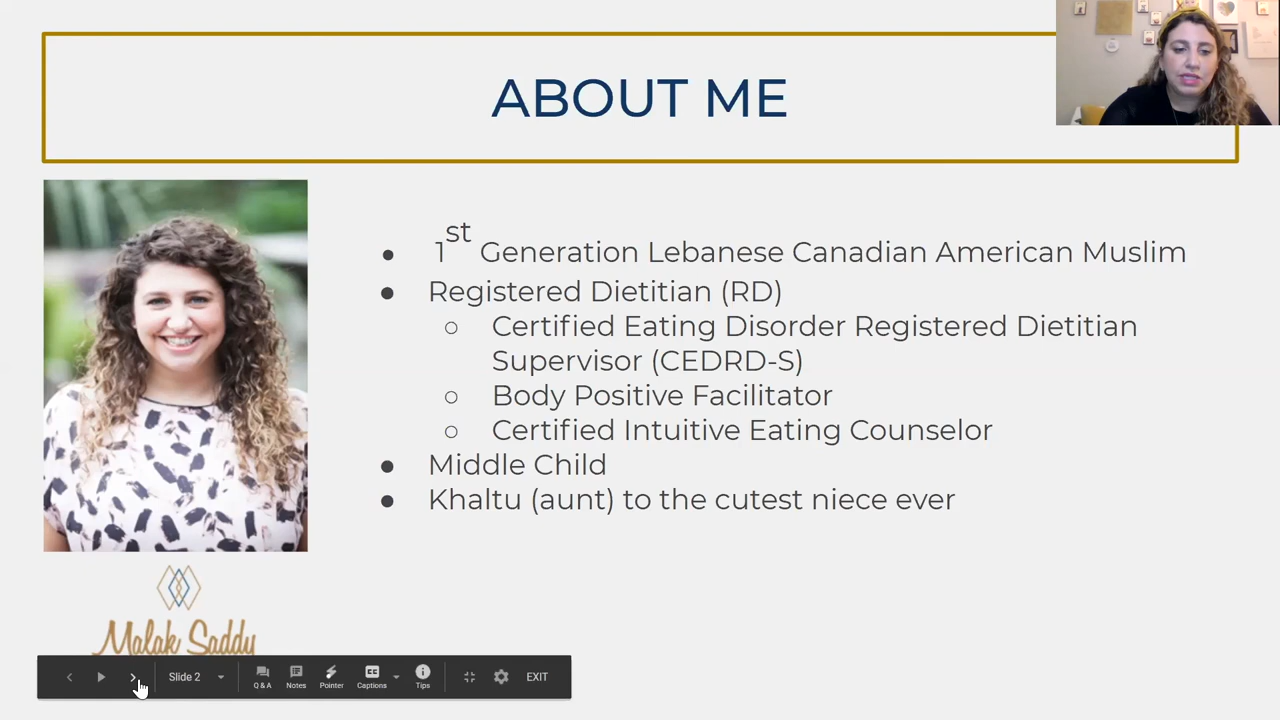 ABOUT ME
● 1st Generation Lebanese Canadian American Muslim
● Registered Dietitian (RD)
○ Certified Eating Disorder Registered Dietitian
Supervisor (CEDRD-S)
○ Body Positive Facilitator
○ Certified Intuitive Eating Counselor
● Middle Child
● Khaltu (aunt) to the cutest niece ever
Malak Saddy
Slide 2 Q & A Notes Pointer Captions Tips EXIT